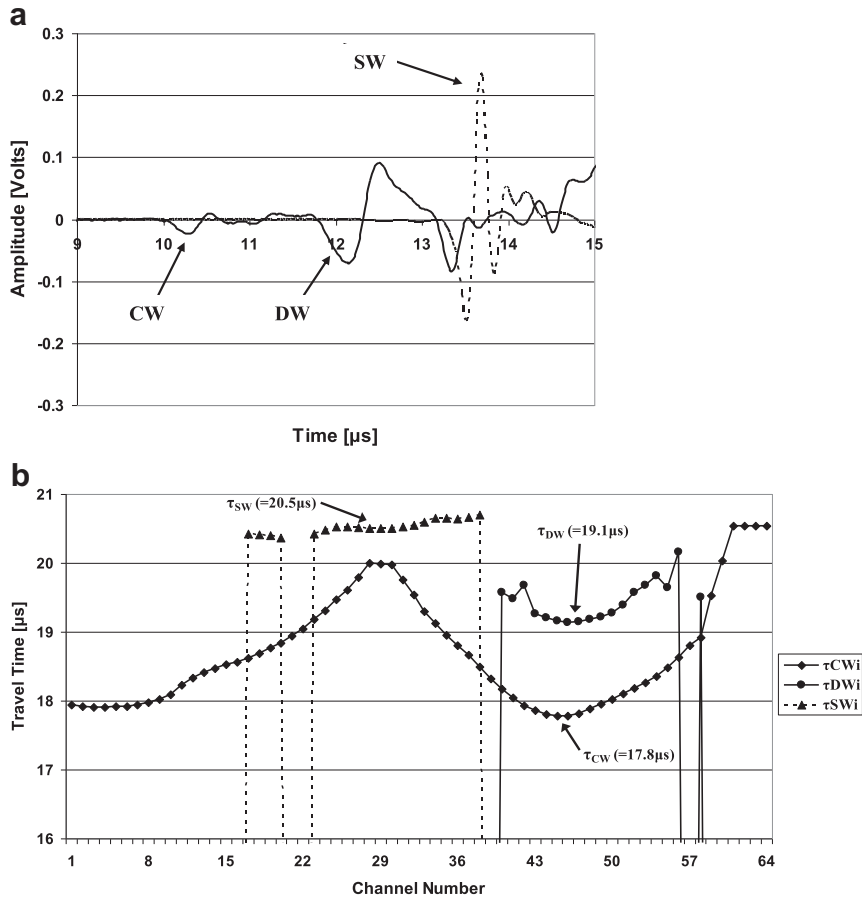 a
0.3
0.2
0.1
0
-0.1
-0.2
-0.3
Amplitude [Volts]
9 10 11 12 13 14 15
SW
CW
DW
Time [µs]
b
21
20
19
18
17
16
Travel Time [µs]
τSW (=20.5µs)
τDW (=19.1µs)
τCW (=17.8µs)
τCWi
τDWi
τSWi
1 8 15 22 29 36 43 50 57 64
Channel Number